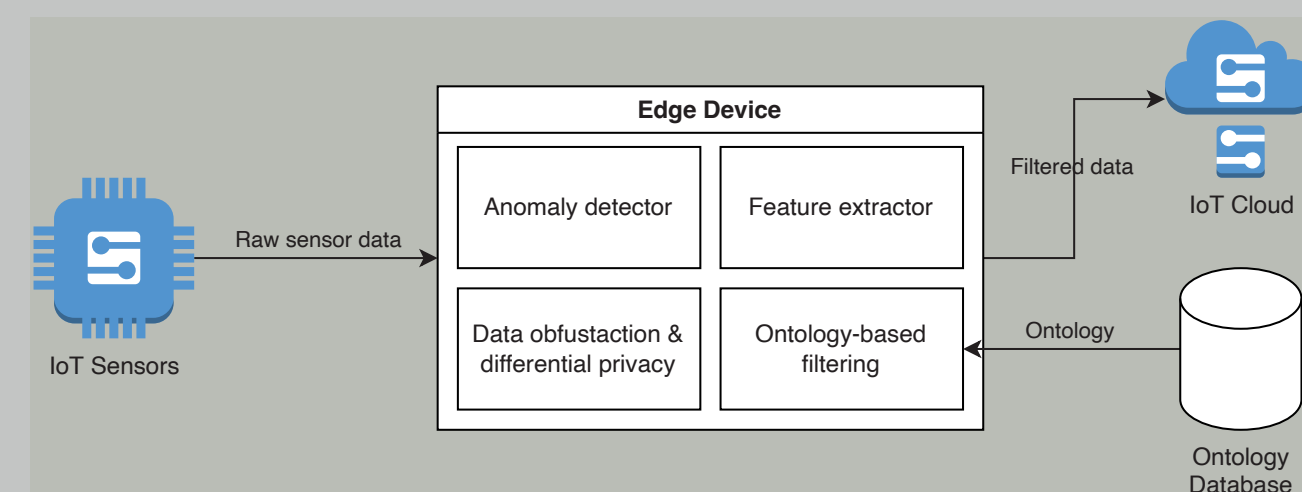 Edge Device
Anomaly detector
Feature extractor
Filtered data
IoT Cloud
Raw sensor data
IoT Sensors
Data obfustaction &
differential privacy
Ontology-based
filtering
Ontology
Ontology
Database